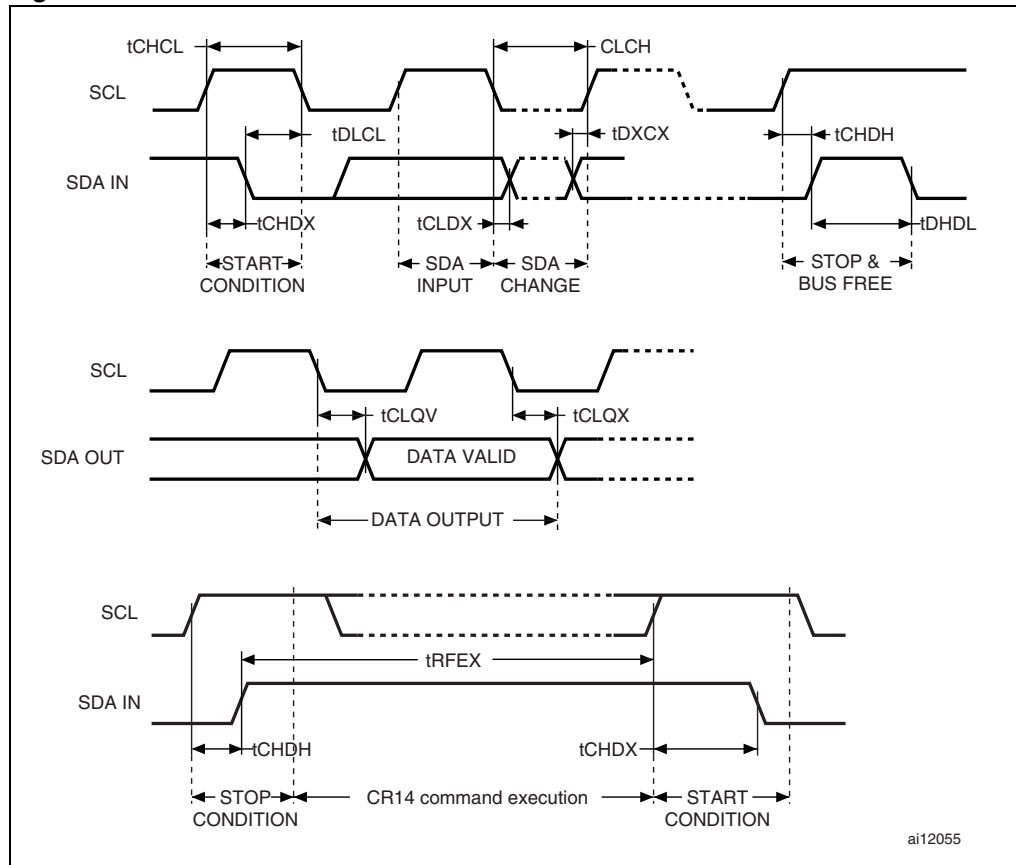 tCHCL
CLCH
SCL
tDLCL
tDXCX
tCHDH
SDA IN
tCHDX
tCLDX
tDHDL
START
CONDITION
SDA
INPUT
SDA
CHANGE
STOP &
BUS FREE
SCL
tCLQV
tCLQX
SDA OUT
DATA VALID
DATA OUTPUT
SCL
tRFEX
SDA IN
tCHDH
tCHDX
STOP
CONDITION
CR14 command execution
START
CONDITION
ai12055